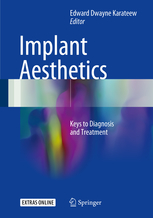 Edward Dwayne Karateew
Editor
Implant
Aesthetics
Keys to Diagnosis
and Treatment
EXTRAS ONLINE
Springer